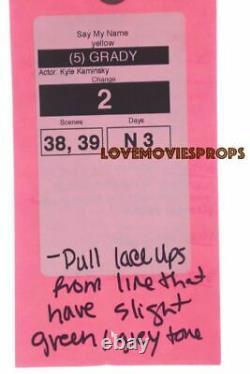 Say My Name
yellow
(5) GRADY
Actor: Kyle Kaminsky
Change
2
Scenes Days
38, 39 N 3
LOVEMOVIESPROPS
-Dull lace ups
from line that
have slight
green / grey tone